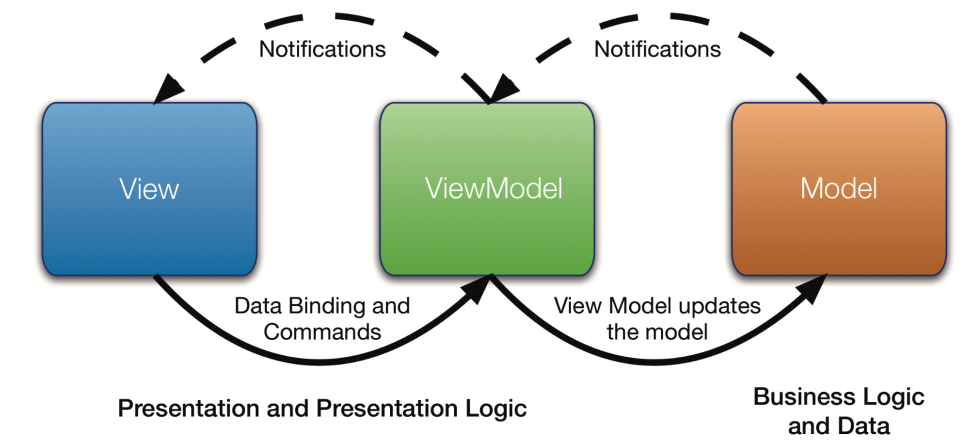 Notifications
Notifications
View
ViewModel
Model
Data Binding and
Commands
View Model updates
the model
Presentation and Presentation Logic
Business Logic
and Data